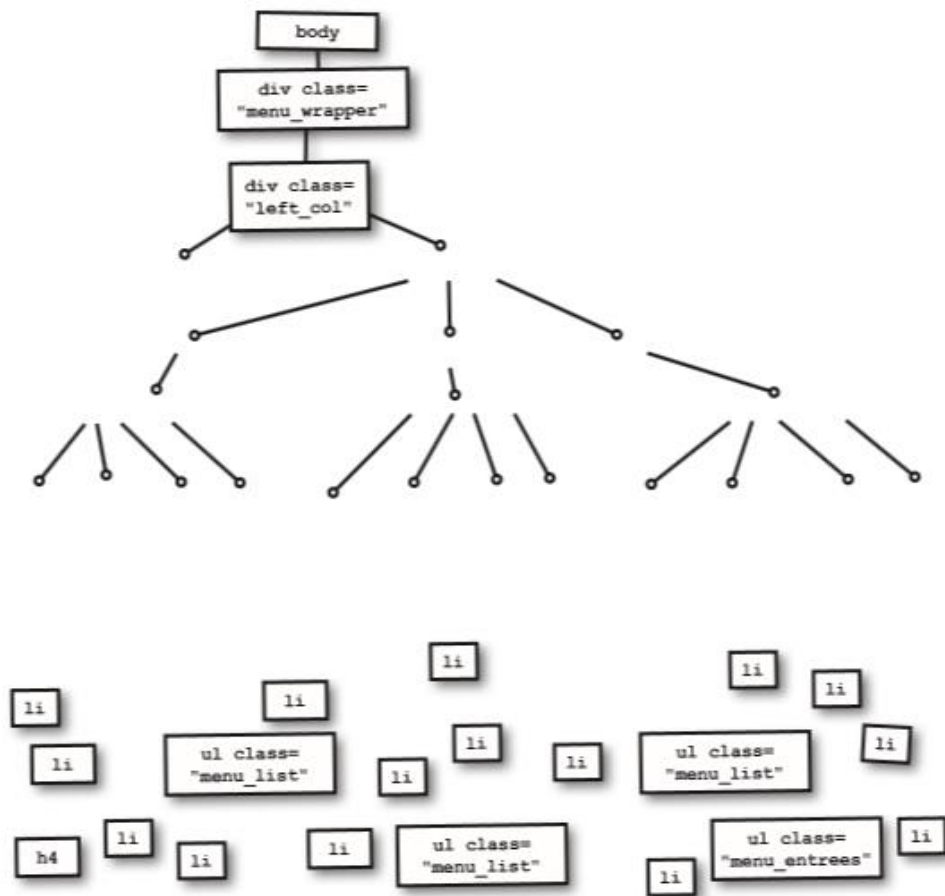 body
div class=
"menu_wrapper"
div class=
"left_col"
li
li
li
li
li
li
li
ul class=
"menu_list"
li
li
ul class=
"menu_list"
li
li
li
li
ul class=
"menu_entrees"
li
h4
li
li
ul class=
"menu_list"
li